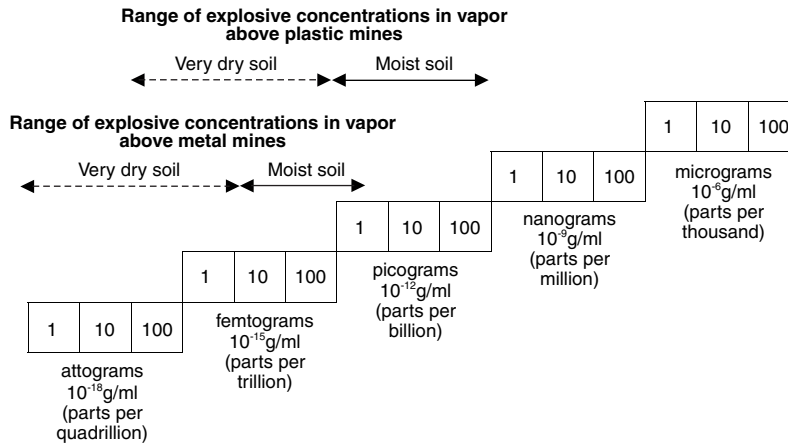 Range of explosive concentrations in vapor
above plastic mines
Very dry soil Moist soil
Range of explosive concentrations in vapor
above metal mines
Very dry soil Moist soil
1 10 100
micrograms
10⁻⁶g/ml
(parts per
thousand)
1 10 100
nanograms
10⁻⁹g/ml
(parts per
million)
1 10 100
picograms
10⁻¹²g/ml
(parts per
billion)
1 10 100
femtograms
10⁻¹⁵g/ml
(parts per
trillion)
1 10 100
attograms
10⁻¹⁸g/ml
(parts per
quadrillion)